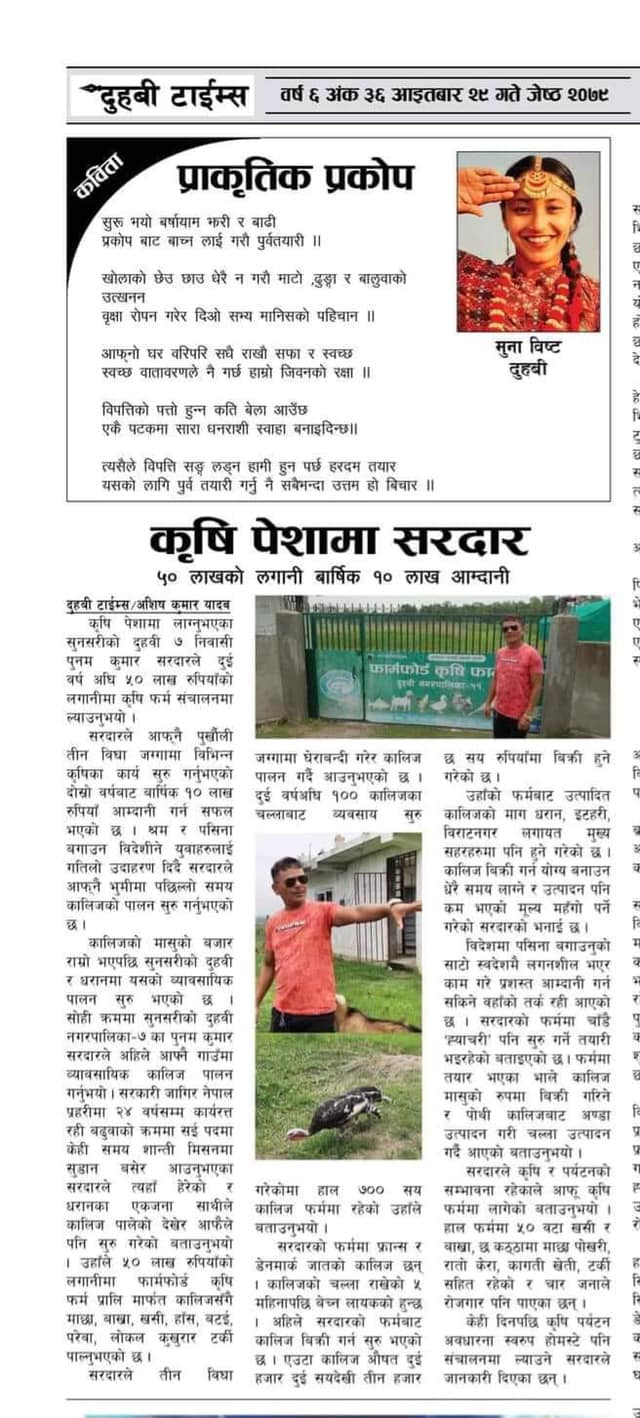 दुहबी टाईम्स
वर्ष ६ अंक ३६ आइतबार २९ गते जेष्ठ २०७९
कविता
प्राकृतिक प्रकोप
सुरू भयो बर्षायाम झरी र बाढी
प्रकोप बाट बाच्न लाई गरौ पुर्वतयारी ॥
खोलाको छेउ छाउ धेरै न गरौ माटो ,ढुङ्गा र बालुवाको
उत्खनन
वृक्षा रोपन गरेर दिओ सभ्य मानिसको पहिचान ॥
आफ्नो घर वरिपरि सधै राखौ सफा र स्वच्छ
स्वच्छ वातावरणले नै गर्छ हाम्रो जिवनको रक्षा ॥
विपत्तिको पत्तो हुन्न कति बेला आउँछ
एकै पटकमा सारा धनराशी स्वाहा बनाइदिन्छ॥
त्यसैले विपत्ति सङ्ग लड्न हामी हुन पर्छ हरदम तयार
यसको लागि पुर्व तयारी गर्नु नै सबैभन्दा उत्तम हो बिचार ॥
मुना विष्ट
दुहबी
कृषि पेशामा सरदार
५० लाखको लगानी बार्षिक १० लाख आम्दानी
दुहबी टाईम्स/अशिष कुमार यादब
कृषि पेशामा लाग्नुभएका
सुनसरीको दुहबी ७ निवासी
पुनम कुमार सरदारले दुई
वर्ष अघि ५० लाख रुपियाँको
लगानीमा कृषि फर्म संचालनमा
ल्याउनुभयो ।
सरदारले आफ्नै पुर्खौली
तीन विघा जग्गामा विभिन्न
कृषिका कार्य सुरु गर्नुभएको
दोस्रो वर्षबाट बार्षिक १० लाख
रुपियाँ आम्दानी गर्न सफल
भएको छ । श्रम र पसिना
बगाउन विदेशीने युवाहरुलाई
गतिलो उदाहरण दिदै सरदारले
आफ्नै भुमीमा पछिल्लो समय
कालिजको पालन सुरु गर्नुभएको
छ ।
कालिजको मासुको बजार
राम्रो भएपछि सुनसरीको दुहबी
र धरानमा यसको व्यावसायिक
पालन सुरु भएको छ ।
सोही क्रममा सुनसरीको दुहबी
नगरपालिका-७ का पुनम कुमार
सरदारले अहिले आफ्नै गाउँमा
व्यावसायिक कालिज पालन
गर्नुभयो । सरकारी जागिर नेपाल
प्रहरीमा २४ वर्षसम्म कार्यरत्त
रही बढुवाको क्रममा सई पदमा
केही समय शान्ती मिसनमा
सुडान बसेर आउनुभएका
सरदारले त्यहाँ हेरेको र
धरानका एकजना साथीले
कालिज पालेको देखेर आफैले
पनि सुरु गरेको बताउनुभयो
। उहाँले ५० लाख रुपियाँको
लगानीमा फार्मफोर्ड कृषि
फर्म प्रालि मार्फत कालिजसँगै
माछा, बाख्रा, खसी, हाँस, बटई,
परेवा, लोकल कुखुरार टर्की
पाल्नुभएको छ ।
सरदारले तीन विघा
फार्मफोर्ड कृषि फा
दुहबी नगरपालिका-११
जग्गामा घेराबन्दी गरेर कालिज
पालन गर्दै आउनुभएको छ ।
दुई वर्षअघि १०० कालिजका
चल्लाबाट व्यवसाय सुरु
गरेकोमा हाल ७०० सय
कालिज फर्ममा रहेको उहाँले
बताउनुभयो ।
सरदारको फर्ममा फ्रान्स र
डेनमार्क जातको कालिज छन्
। कालिजको चल्ला राखेको ५
महिनापछि बेच्न लायकको हुन्छ
। अहिले सरदारको फर्मबाट
कालिज बिक्री गर्न सुरु भएको
छ । एउटा कालिज औषत दुई
हजार दुई सयदेखी तीन हजार
छ सय रुपियाँमा बिक्री हुने
गरेको छ ।
उहाँको फर्मबाट उत्पादित
कालिजको माग धरान, इटहरी,
विराटनगर लगायत मुख्य
सहरहरुमा पनि हुने गरेको छ ।
कालिज बिक्री गर्न योग्य बनाउन
धेरै समय लाग्ने र उत्पादन पनि
कम भएको मूल्य महँगो पर्ने
गरेको सरदारको भनाई छ ।
विदेशमा पसिना बगाउनुको
साटो स्वदेशमै लगनशील भएर
काम गरे प्रशस्त आम्दानी गर्न
सकिने वहाँको तर्क रही आएको
छ । सरदारको फर्ममा चाँडै
'ह्याचरी' पनि सुरु गर्ने तयारी
भइरहेको बताइएको छ । फर्ममा
तयार भएका भाले कालिज
मासुको रुपमा बिक्री गरिने
र पोथी कालिजबाट अण्डा
उत्पादन गरी चल्ला उत्पादन
गर्दै आएको बताउनुभयो ।
सरदारले कृषि र पर्यटनको
सम्भावना रहेकाले आफू कृषि
फर्ममा लागेको बताउनुभयो ।
हाल फर्ममा ५० वटा खसी र
बाख्रा, छ कठ्ठामा माछा पोखरी,
रातो केरा, कागती खेती, टर्की
सहित रहेको र चार जनाले
रोजगार पनि पाएका छन् ।
केही दिनपछि कृषि पर्यटन
अवधारना स्वरुप होमस्टे पनि
संचालनमा ल्याउने सरदारले
जानकारी दिएका छन् ।